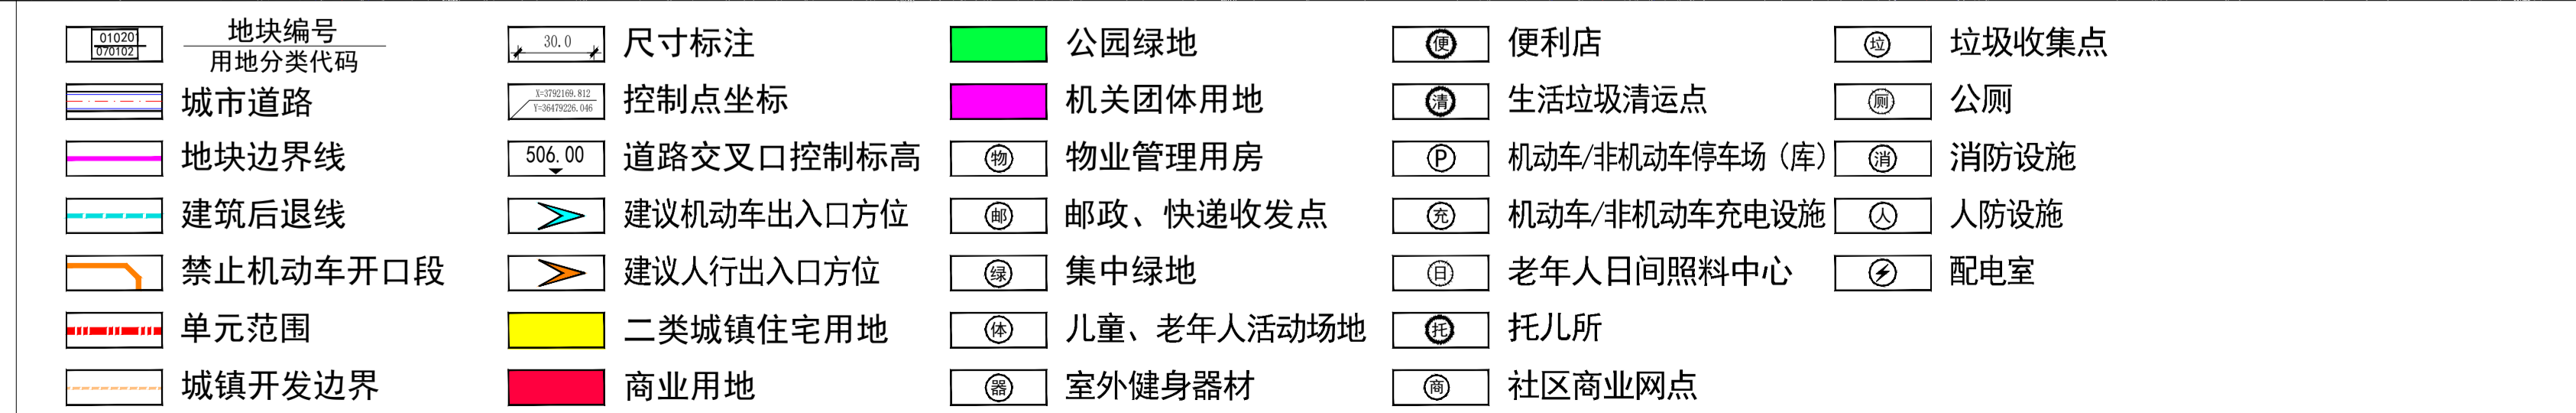 010201 地块编号
070102 用地分类代码
城市道路
地块边界线
建筑后退线
禁止机动车开口段
单元范围
城镇开发边界
30.0 尺寸标注
X=3792169.812
Y=36479226.046 控制点坐标
506.00 道路交叉口控制标高
建议机动车出入口方位
建议人行出入口方位
二类城镇住宅用地
商业用地
公园绿地
机关团体用地
物 物业管理用房
邮 邮政、快递收发点
绿 集中绿地
体 儿童、老年人活动场地
器 室外健身器材
便 便利店
清 生活垃圾清运点
P 机动车/非机动车停车场（库）
充 机动车/非机动车充电设施
日 老年人日间照料中心
托 托儿所
商 社区商业网点
垃 垃圾收集点
厕 公厕
消 消防设施
人 人防设施
配电室